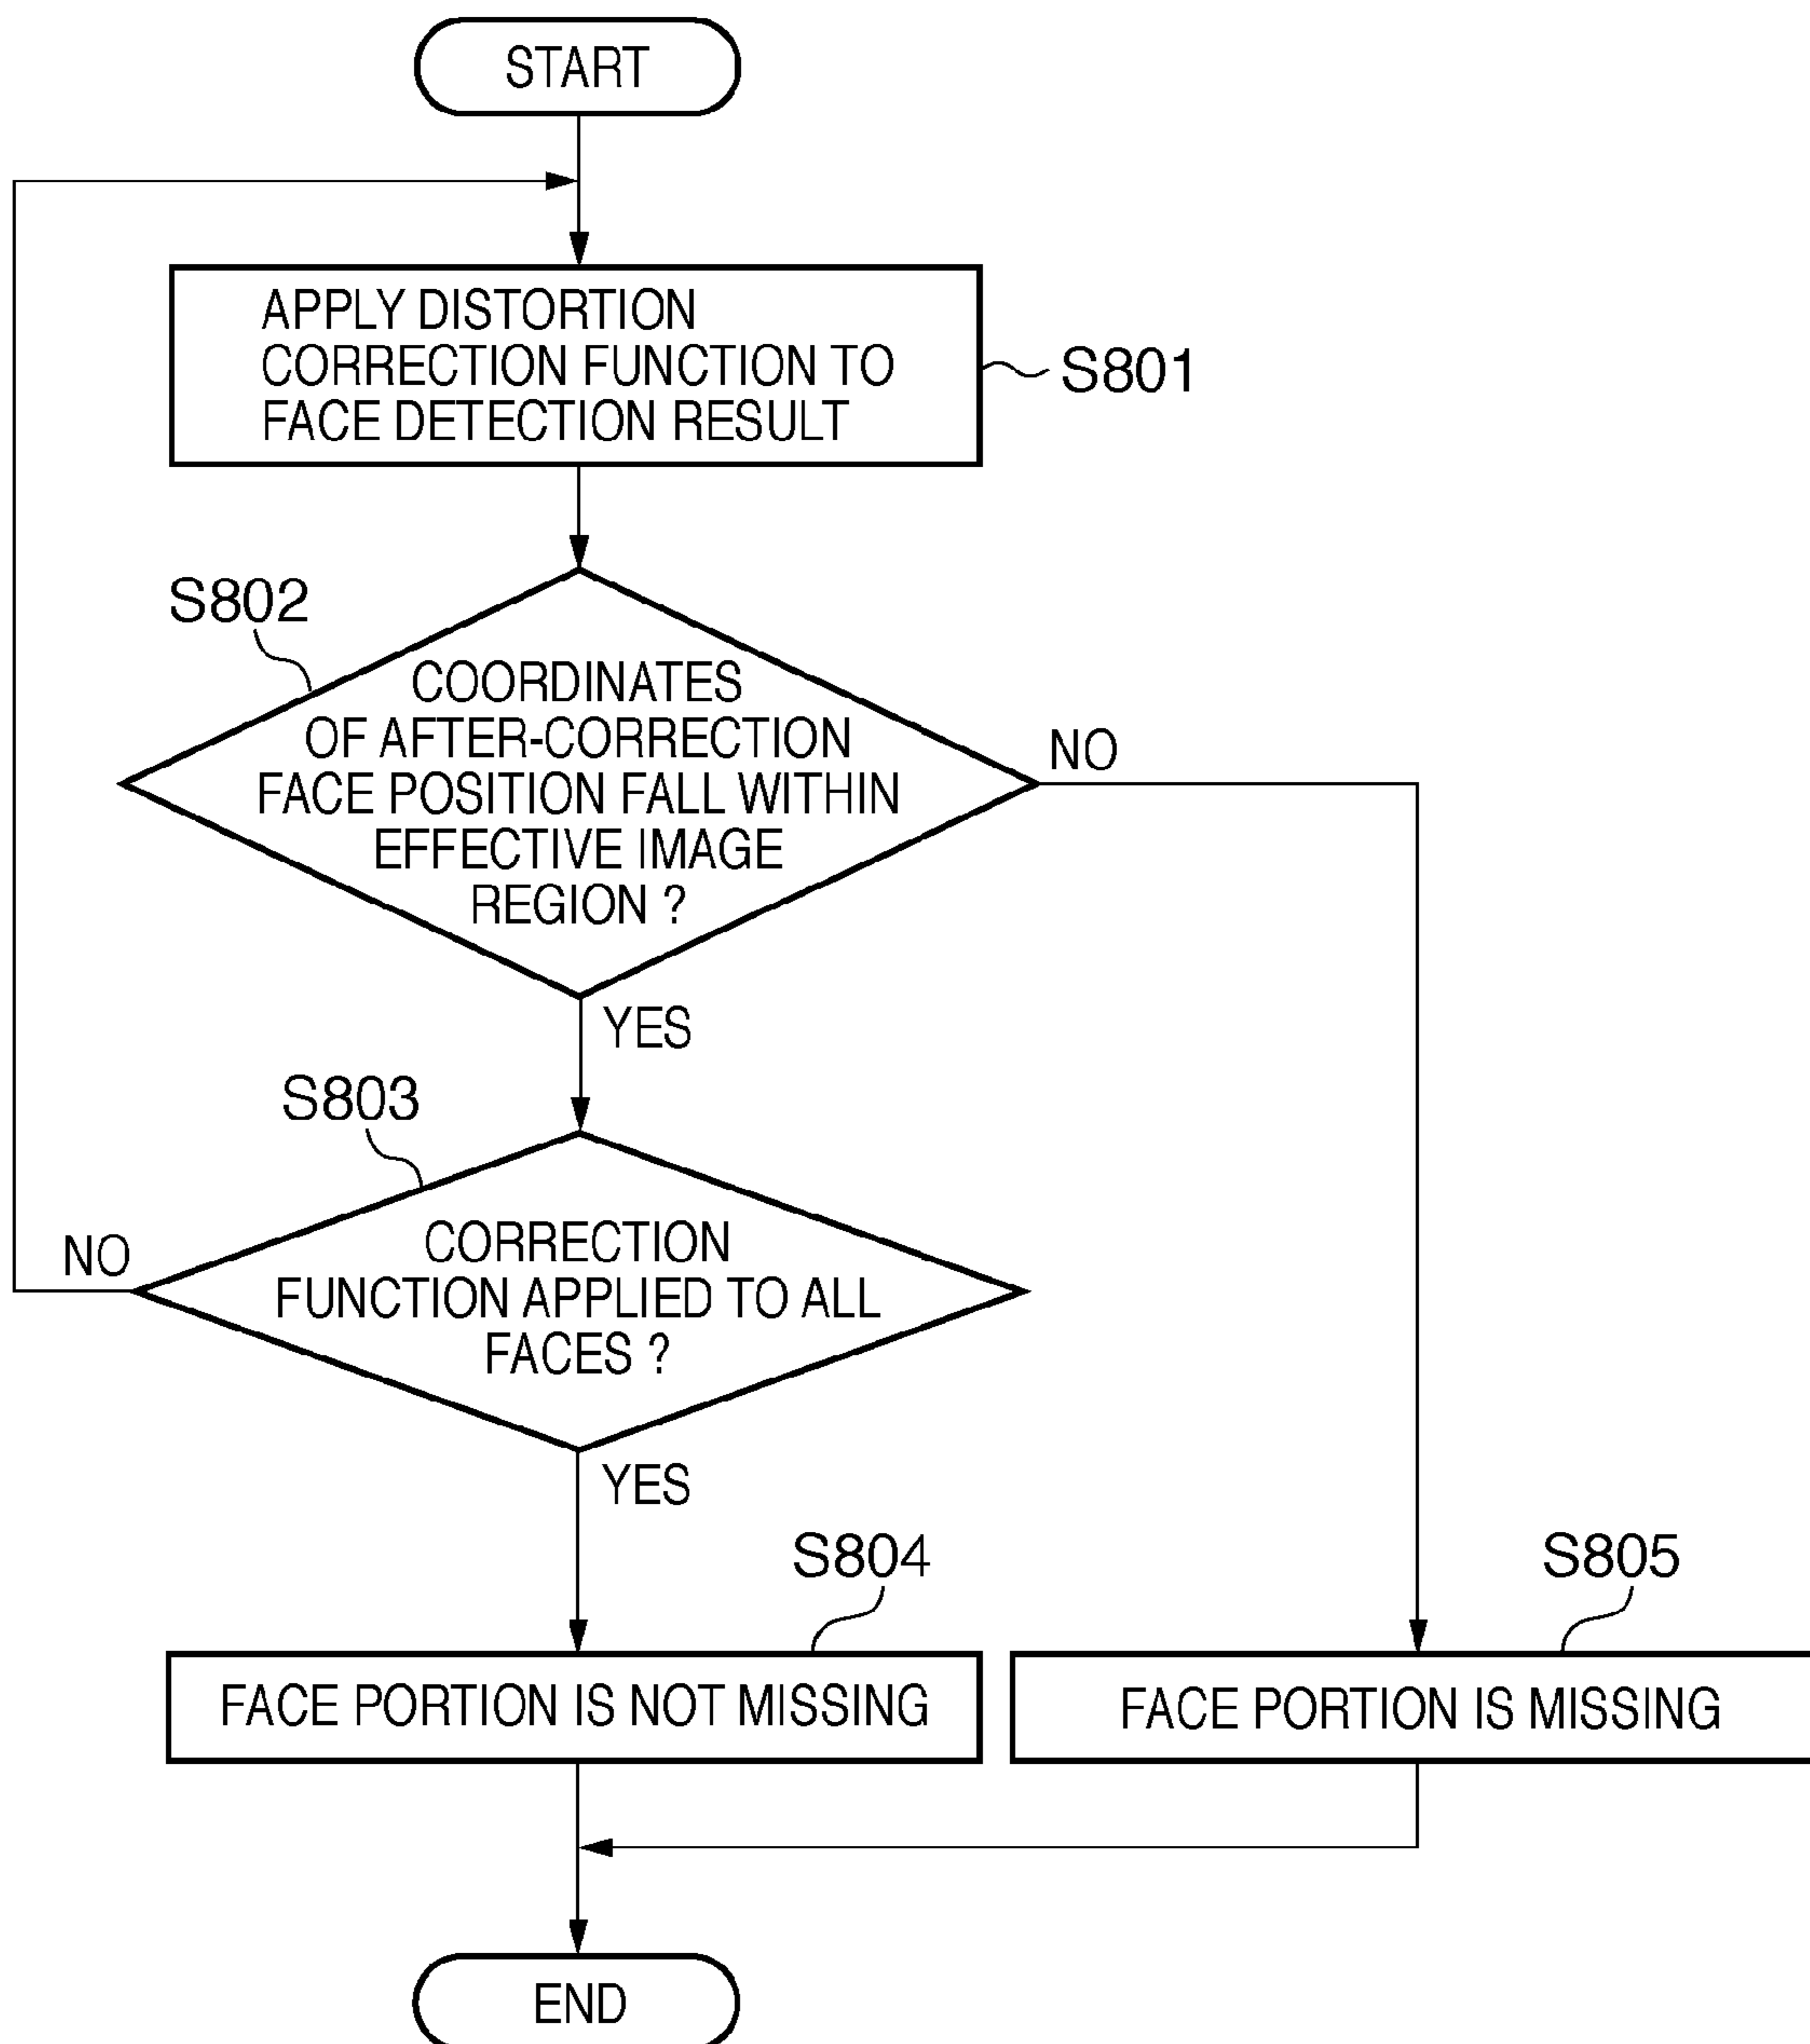 START
APPLY DISTORTION
CORRECTION FUNCTION TO
FACE DETECTION RESULT
S801
S802
COORDINATES
OF AFTER-CORRECTION
FACE POSITION FALL WITHIN
EFFECTIVE IMAGE
REGION ?
NO
YES
S803
CORRECTION
FUNCTION APPLIED TO ALL
FACES ?
NO
YES
S804
FACE PORTION IS NOT MISSING
S805
FACE PORTION IS MISSING
END